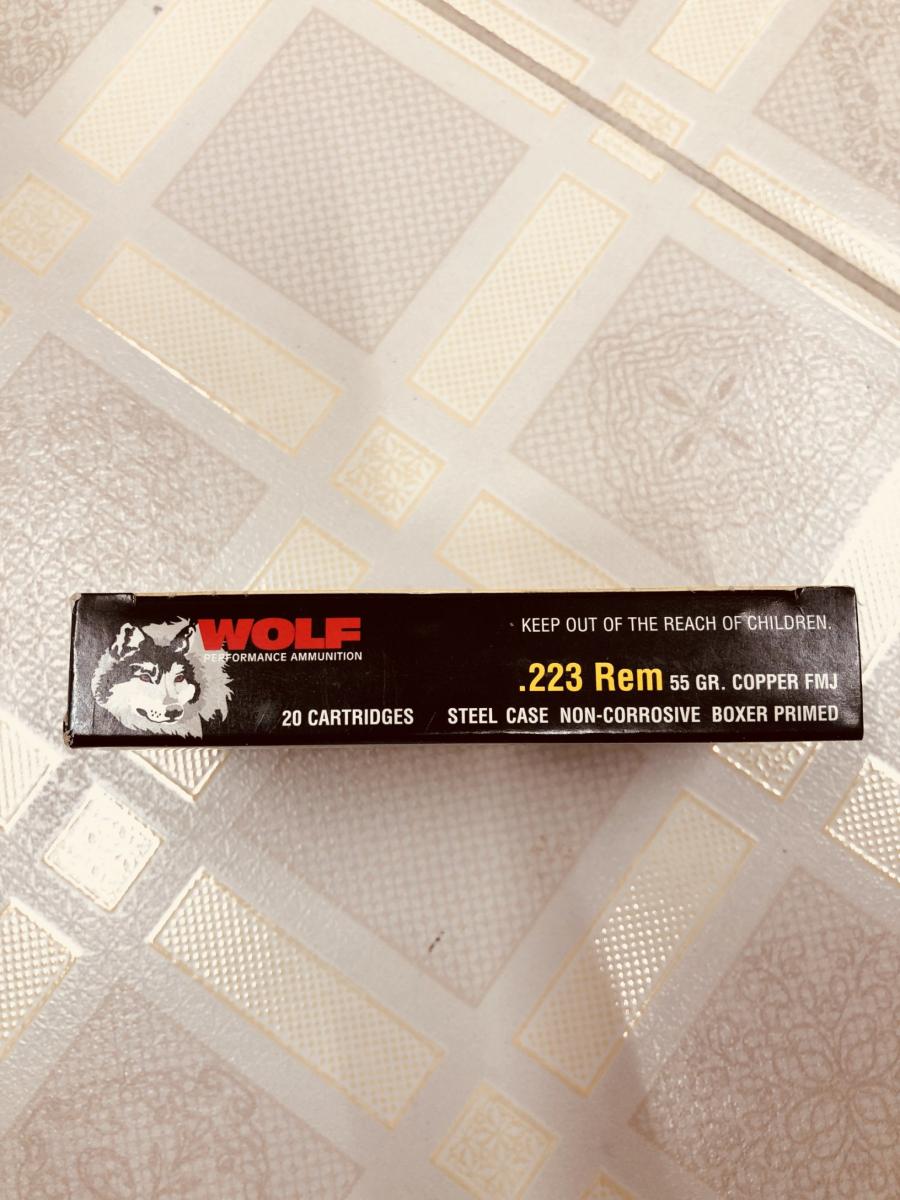 WOLF
PERFORMANCE AMMUNITION
KEEP OUT OF THE REACH OF CHILDREN.
.223 Rem 55 GR. COPPER FMJ
20 CARTRIDGES STEEL CASE NON-CORROSIVE BOXER PRIMED